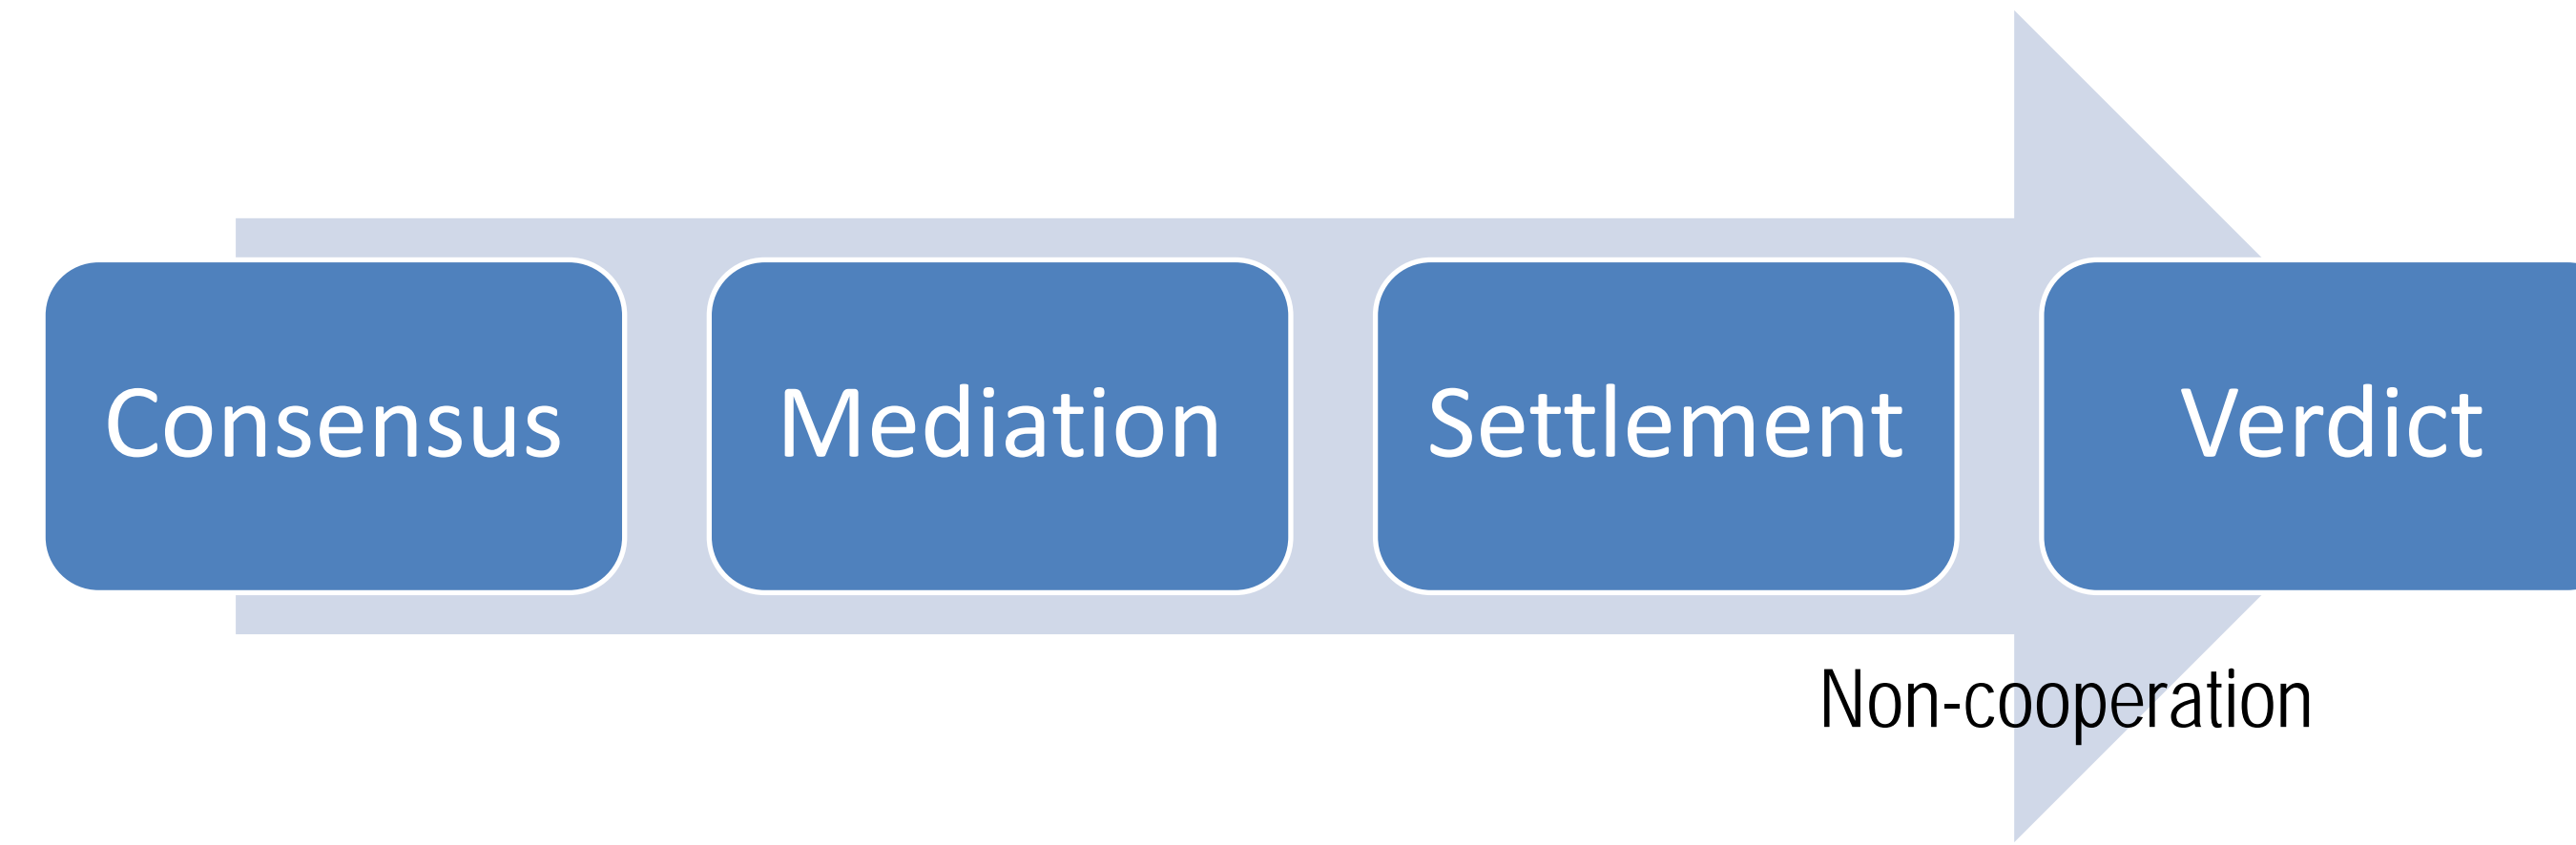 Consensus
Mediation
Settlement
Verdict
Non-cooperation